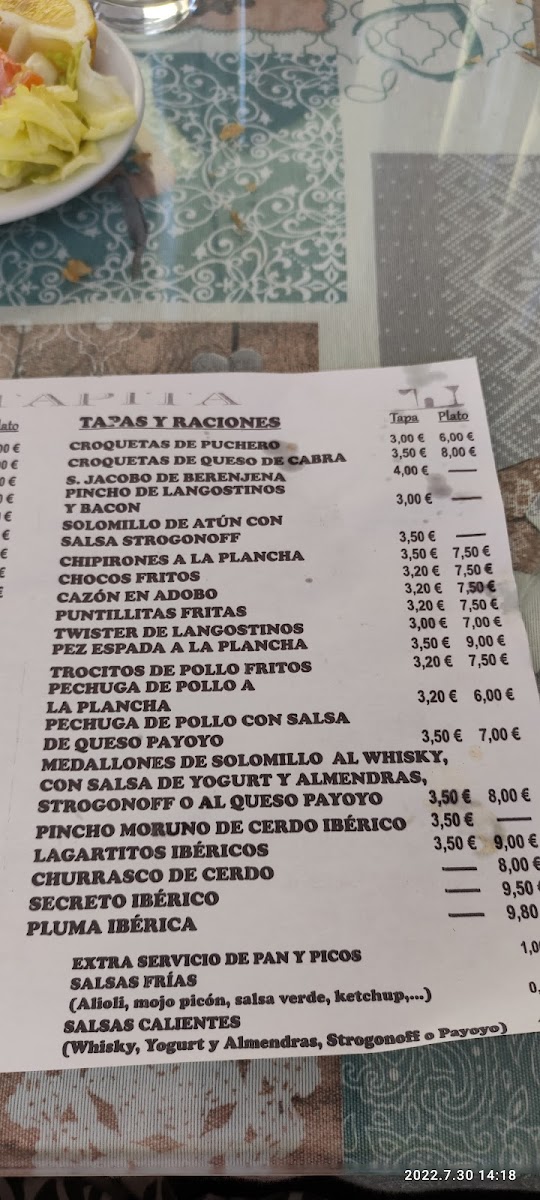 TAPITA
TAPAS Y RACIONES Tapa Plato
CROQUETAS DE PUCHERO 3,00 € 6,00 €
CROQUETAS DE QUESO DE CABRA 3,50 € 8,00 €
S. JACOBO DE BERENJENA 4,00 € —
PINCHO DE LANGOSTINOS
Y BACON 3,00 € —
SOLOMILLO DE ATÚN CON
SALSA STROGONOFF 3,50 € —
CHIPIRONES A LA PLANCHA 3,50 € 7,50 €
CHOCOS FRITOS 3,20 € 7,50 €
CAZÓN EN ADOBO 3,20 € 7,50 €
PUNTILLITAS FRITAS 3,20 € 7,50 €
TWISTER DE LANGOSTINOS 3,00 € 7,00 €
PEZ ESPADA A LA PLANCHA 3,50 € 9,00 €
TROCITOS DE POLLO FRITOS 3,20 € 7,50 €
PECHUGA DE POLLO A
LA PLANCHA 3,20 € 6,00 €
PECHUGA DE POLLO CON SALSA
DE QUESO PAYOYO 3,50 € 7,00 €
MEDALLONES DE SOLOMILLO AL WHISKY,
CON SALSA DE YOGURT Y ALMENDRAS,
STROGONOFF O AL QUESO PAYOYO 3,50 € 8,00 €
PINCHO MORUNO DE CERDO IBÉRICO 3,50 € —
LAGARTITOS IBÉRICOS 3,50 € 9,00 €
CHURRASCO DE CERDO — 8,00 €
SECRETO IBÉRICO — 9,50 €
PLUMA IBÉRICA — 9,80
EXTRA SERVICIO DE PAN Y PICOS
SALSAS FRÍAS
(Alioli, mojo picón, salsa verde, ketchup,...)
SALSAS CALIENTES
(Whisky, Yogurt y Almendras, Strogonoff o Payoyo)
2022.7.30 14:18